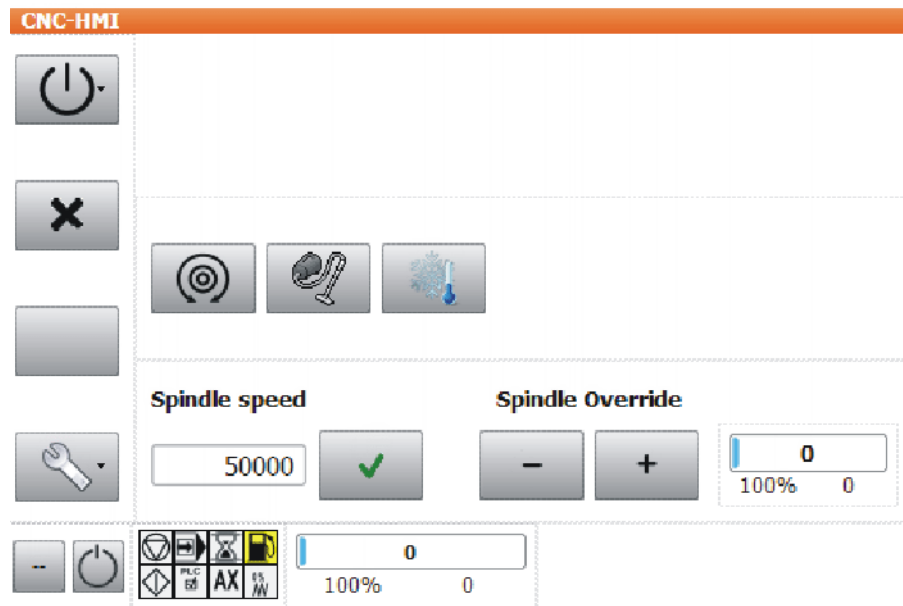 CNC-HMI
Spindle speed
Spindle Override
50000
-
+
0
100% 0
--
PLC
AX
0
100% 0